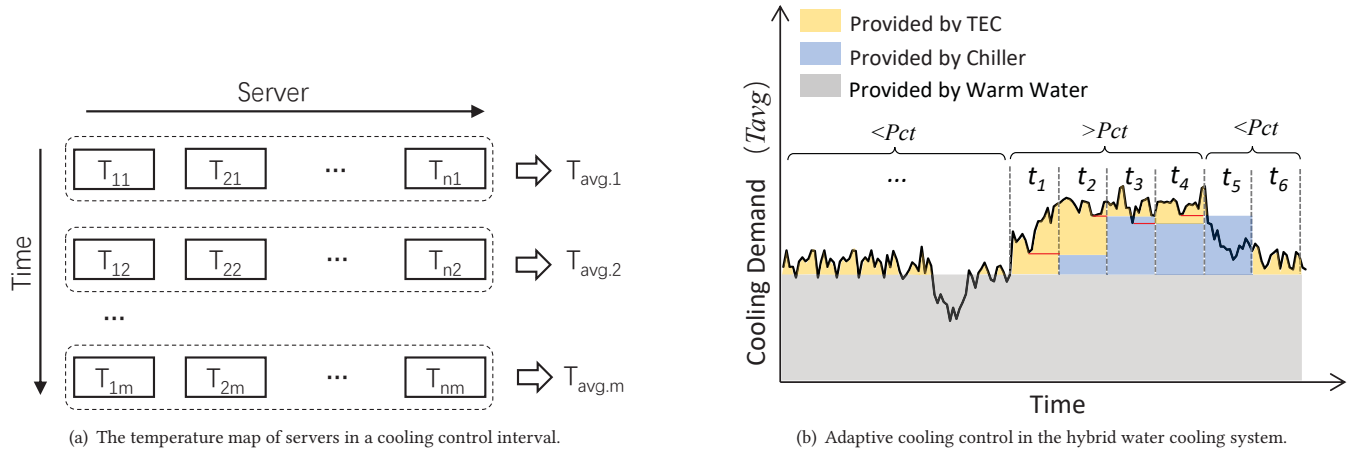 Server
Time
T11 T21 ... Tn1 Tavg.1
T12 T22 ... Tn2 Tavg.2
...
T1m T2m ... Tnm Tavg.m
(a) The temperature map of servers in a cooling control interval.
Provided by TEC
Provided by Chiller
Provided by Warm Water
Cooling Demand (Tavg)
<Pct >Pct <Pct
... t1 t2 t3 t4 t5 t6
Time
(b) Adaptive cooling control in the hybrid water cooling system.